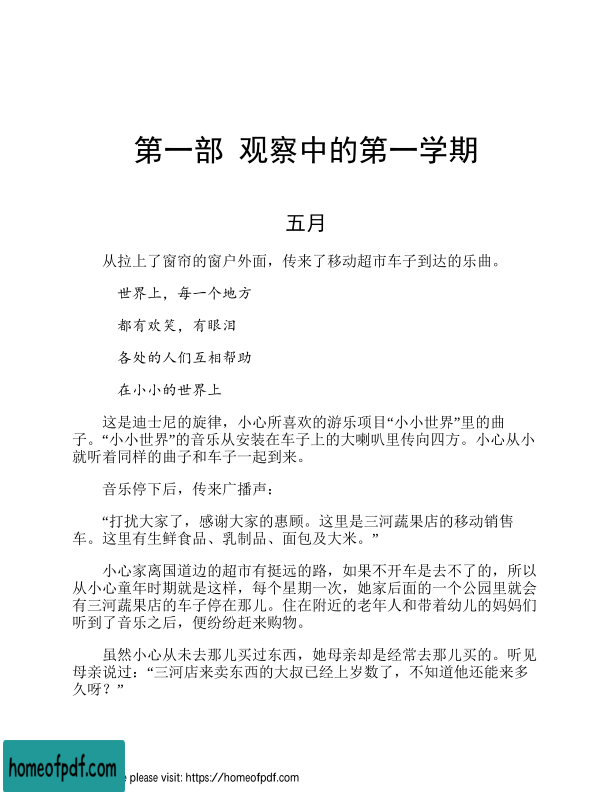 第一部 观察中的第一学期
五月
从拉上了窗帘的窗户外面，传来了移动超市车子到达的乐曲。
世界上，每一个地方
都有欢笑，有眼泪
各处的人们互相帮助
在小小的世界上
这是迪士尼的旋律，小心所喜欢的游乐项目“小小世界”里的曲
子。“小小世界”的音乐从安装在车子上的大喇叭里传向四方。小心从小
就听着同样的曲子和车子一起到来。
音乐停下后，传来广播声：
“打扰大家了，感谢大家的惠顾。这里是三河蔬果店的移动销售
车。这里有生鲜食品、乳制品、面包及大米。”
小心家离国道边的超市有挺远的路，如果不开车是去不了的，所以
从小心童年时期就是这样，每个星期一次，她家后面的一个公园里就会
有三河蔬果店的车子停在那儿。住在附近的老年人和带着幼儿的妈妈们
听到了音乐之后，便纷纷赶来购物。
虽然小心从未去那儿买过东西，她母亲却是经常去那儿买的。听见
母亲说过：“三河店来卖东西的大叔已经上岁数了，不知道他还能来多
久呀？”
homeofpdf.com
e please visit: https://homeofpdf.com